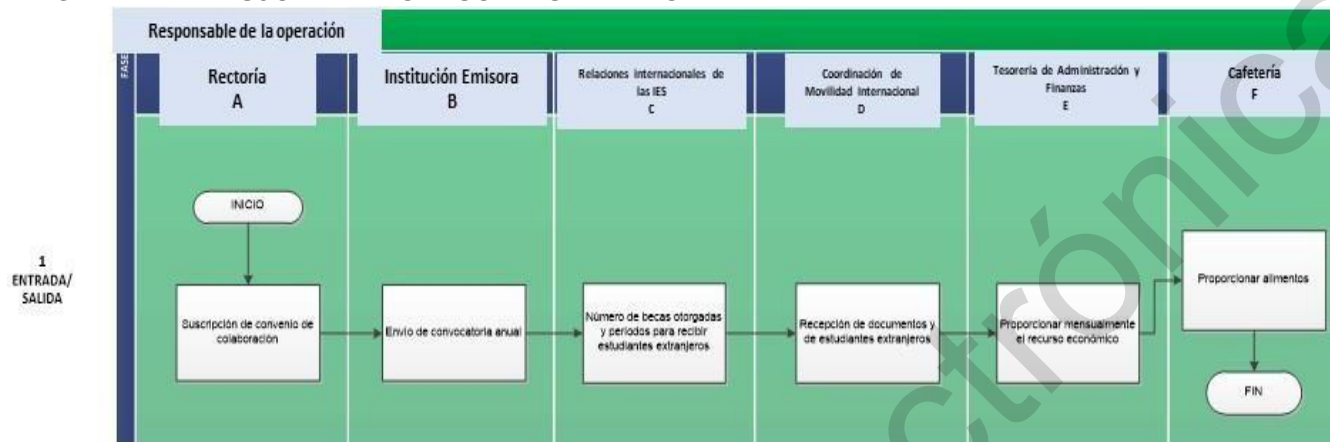 Responsable de la operación
FASE
Rectoría
A
Institución Emisora
B
Relaciones internacionales de
las IES
C
Coordinación de
Movilidad Internacional
D
Tesorería de Administración y
Finanzas
E
Cafetería
F
1
ENTRADA/
SALIDA
INICIO
Suscripción de convenio de
colaboración
Envío de convocatoria anual
Número de becas otorgadas
y periodos para recibir
estudiantes extranjeros
Recepción de documentos y
de estudiantes extranjeros
Proporcionar mensualmente
el recurso económico
Proporcionar alimentos
FIN